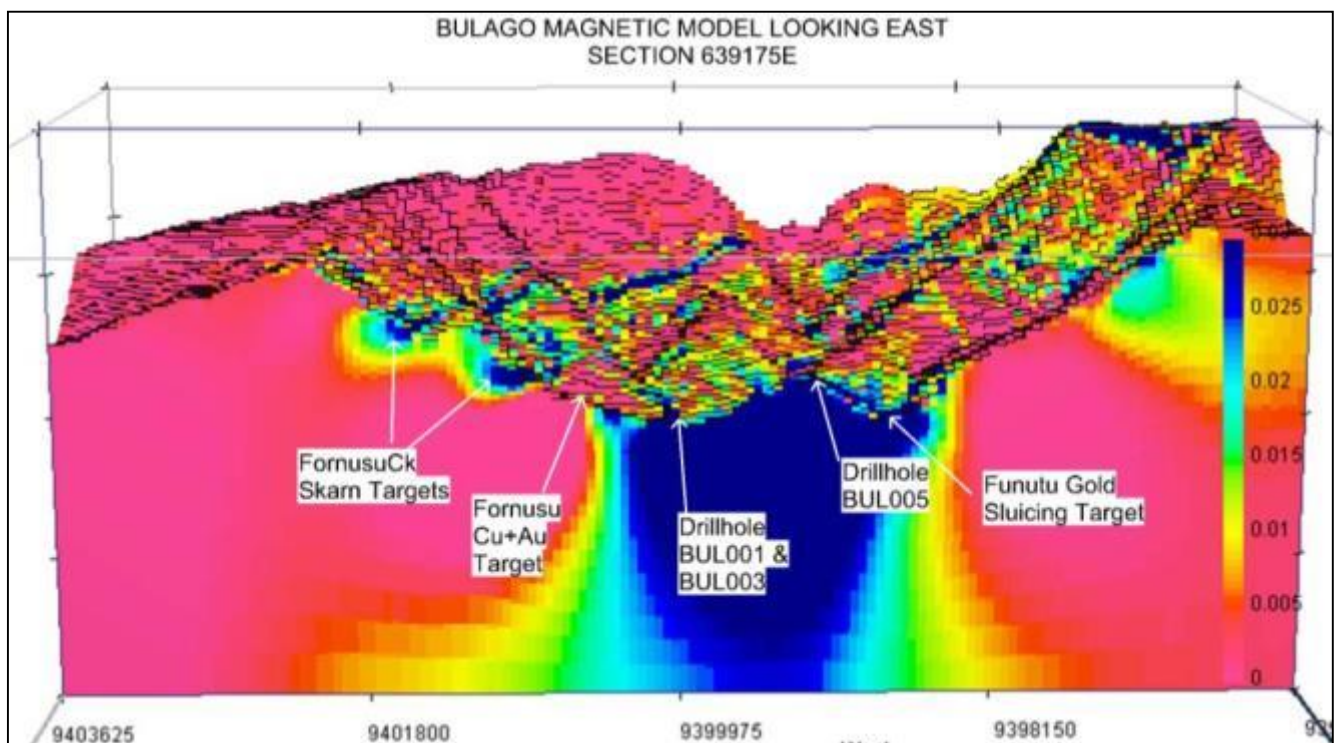 BULAGO MAGNETIC MODEL LOOKING EAST
SECTION 639175E
FornusuCk
Skarn Targets
Fornusu
Cu+Au
Target
Drillhole
BUL001 &
BUL003
Drillhole
BUL005
Funutu Gold
Sluicing Target
0.025
0.02
0.015
0.01
0.005
0
9403625
9401800
9399975
9398150